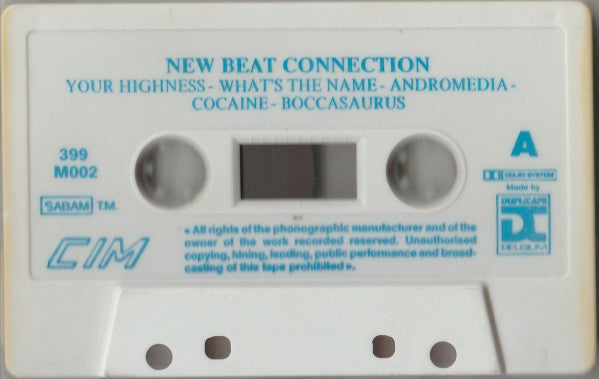 NEW BEAT CONNECTION
YOUR HIGHNESS - WHAT'S THE NAME - ANDROMEDIA -
COCAINE - BOCCASAURUS
399
M002
A
DOLBY SYSTEM
Made by
DUPLICAPE
DC
BELGIUM
SABAM T.M.
CIM
« All rights of the phonographic manufacturer and of the
owner of the work recorded reserved. Unauthorised
copying, hining, lending, public performance and broad-
casting of this tape prohibited ».